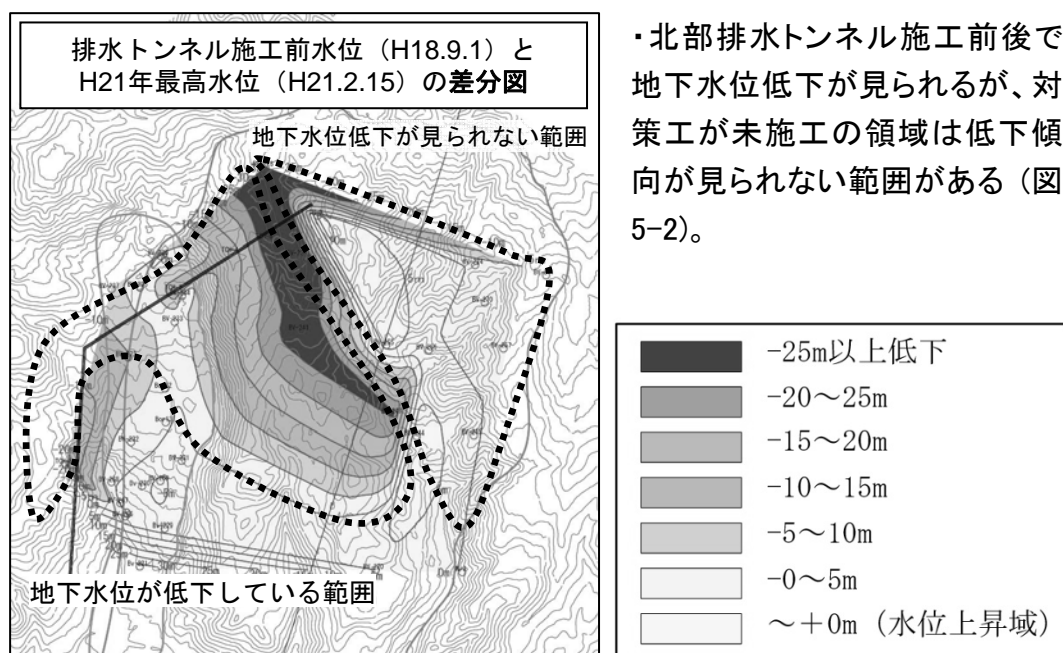 排水トンネル施工前水位（H18.9.1）と
H21年最高水位（H21.2.15）の差分図
地下水位低下が見られない範囲
地下水位が低下している範囲
・北部排水トンネル施工前後で
地下水位低下が見られるが、対
策工が未施工の領域は低下傾
向が見られない範囲がある（図
5-2）。
-25m以上低下
-20～25m
-15～20m
-10～15m
-5～10m
-0～5m
～+0m（水位上昇域）